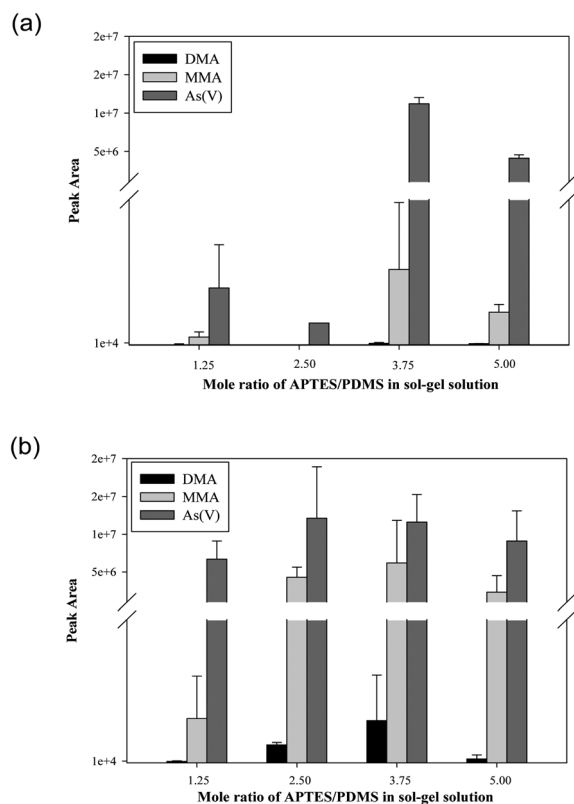 (a)
DMA
MMA
As(V)
2e+7
2e+7
1e+7
5e+6
1e+4
Peak Area
1.25 2.50 3.75 5.00
Mole ratio of APTES/PDMS in sol-gel solution
(b)
DMA
MMA
As(V)
2e+7
2e+7
1e+7
5e+6
1e+4
Peak Area
1.25 2.50 3.75 5.00
Mole ratio of APTES/PDMS in sol-gel solution